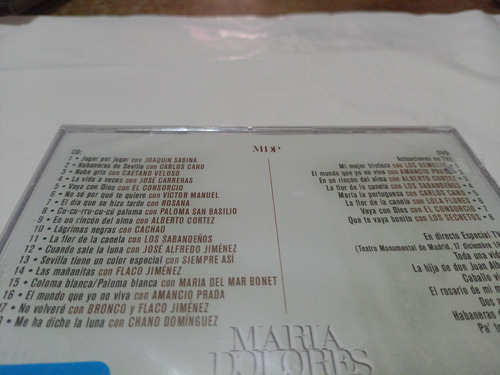 MDP
CD:
1 - Jugar por jugar con JOAQUIN SABINA
2 - Habaneras de Sevilla con CARLOS CANO
3 - Nube gris con CAETANO VELOSO
4 - La vida a veces con JOSÉ CARRERAS
5 - Vaya con Dios con EL CONSORCIO
6 - No sé por qué te quiero con VÍCTOR MANUEL
7 - El día que se hizo tarde con ROSANA
8 - Cu-cu-rru-cu-cú paloma con PALOMA SAN BASILIO
9 - En un rincón del alma con ALBERTO CORTEZ
10 - Lágrimas negras con CACHAO
11 - La flor de la canela con LOS SABANDEÑOS
12 - Cuando sale la luna con JOSÉ ALFREDO JIMÉNEZ
13 - Sevilla tiene un color especial con SIEMPRE ASÍ
14 - Las mañanitas con FLACO JIMÉNEZ
15 - Coloma blanca/Paloma blanca con MARIA DEL MAR BONET
16 - El mundo que yo no viva con AMANCIO PRADA
17 - No volveré con BRONCO y FLACO JIMÉNEZ
Me ha dicho la luna con CHANO DOMÍNGUEZ
DVD:
Actuaciones en TVE
Mi mejor tristeza con LOS
El mundo que yo no viva con AMANCIO PRADA
En un rincón del alma con ALBERTO CORTEZ
La flor de la canela con LOS SABANDEÑOS
María la portuguesa con CARLOS CANO
La flor de la canela con LOLA FLORES
Vaya con Dios con EL CONSORCIO
Que te vaya bonito con LOS SECRETOS
En directo Especial
(Teatro Monumental de Madrid, 17 diciembre
Toda una
La hija de don Juan
Caballo
El rosario de mi
Dos
Habaneras
Pa'
MARIA
DOLORES